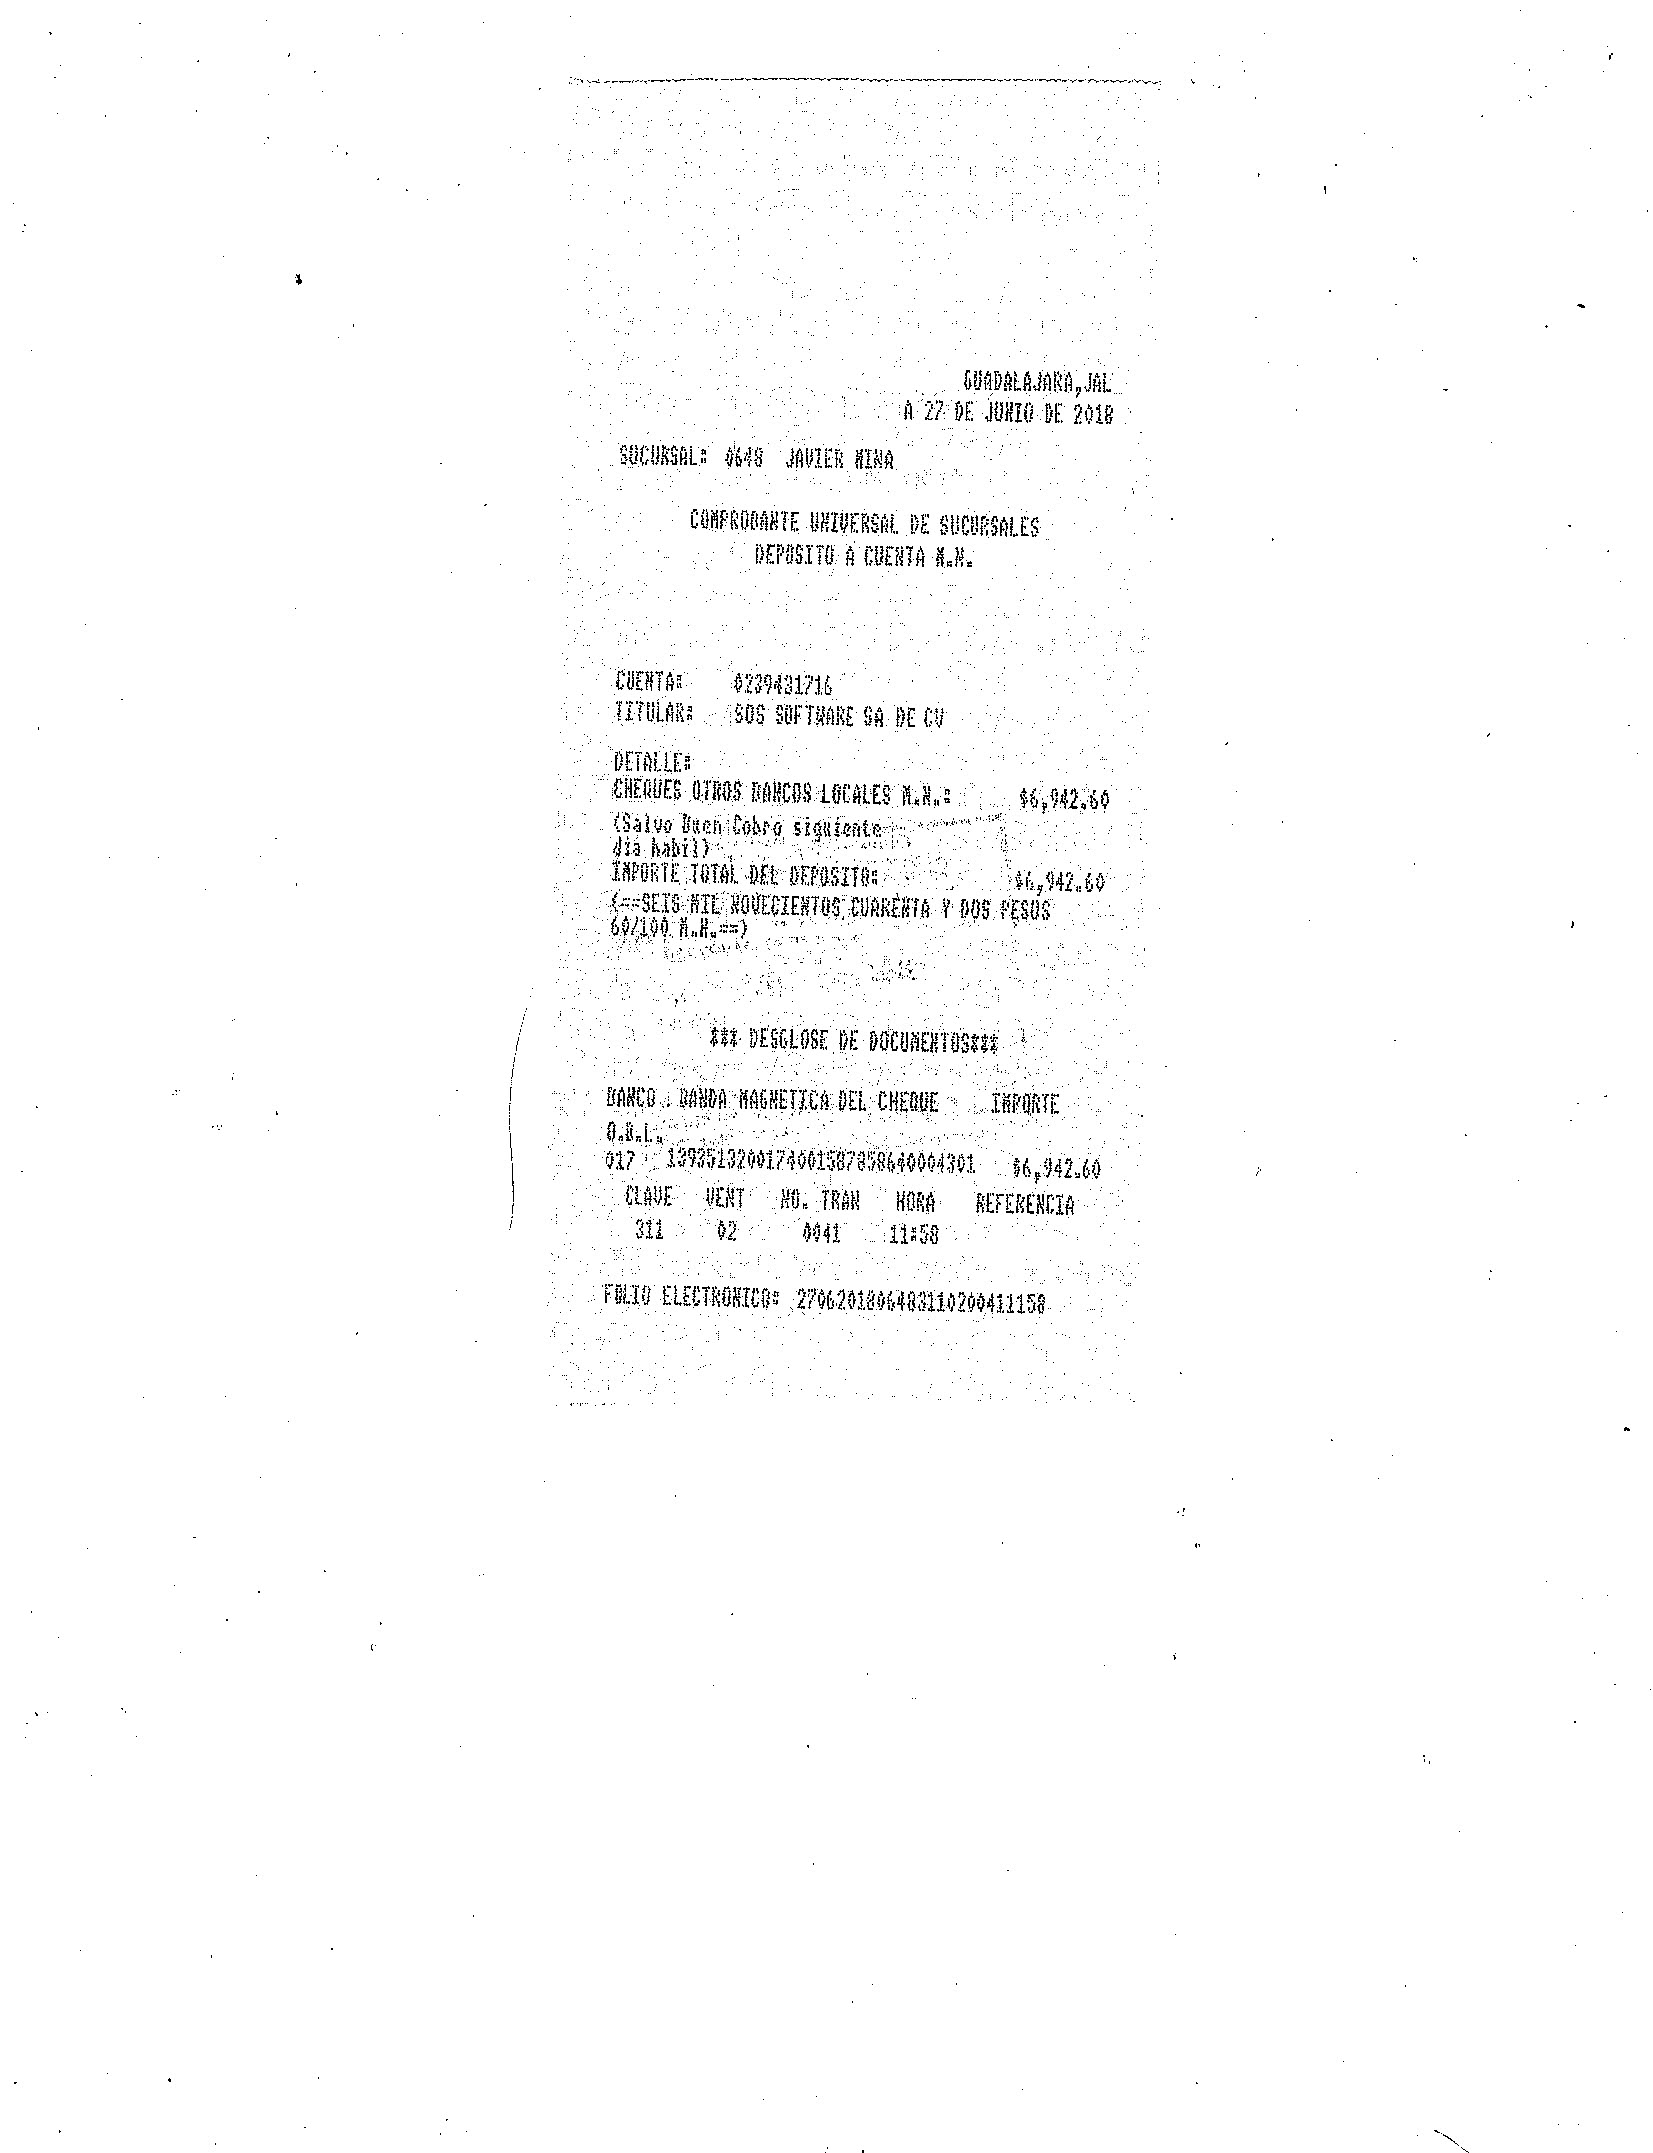 GUADALAJARA,JAL
A 27 DE JUNIO DE 2018
SUCURSAL: 0648 JAVIER MINA
COMPROBANTE UNIVERSAL DE SUCURSALES
DEPOSITO A CUENTA M.N.
CUENTA: 0239431716
TITULAR: SOS SOFTWARE SA DE CV
DETALLE:
CHEQUES OTROS BANCOS LOCALES M.N.: $6,942.60
(Salvo Buen Cobro siguiente
dia habil)
IMPORTE TOTAL DEL DEPOSITO: $6,942.60
(==SEIS MIL NOVECIENTOS CUARENTA Y DOS PESOS
60/100 M.N.==)
*** DESGLOSE DE DOCUMENTOS***
BANCO BANDA MAGNETICA DEL CHEQUE IMPORTE
O.B.L.
017 $6,942.60
CLAVE VENT NO. TRAN HORA REFERENCIA
311 02 0041 11:58
FOLIO ELECTRONICO: 2706201806483110200411158